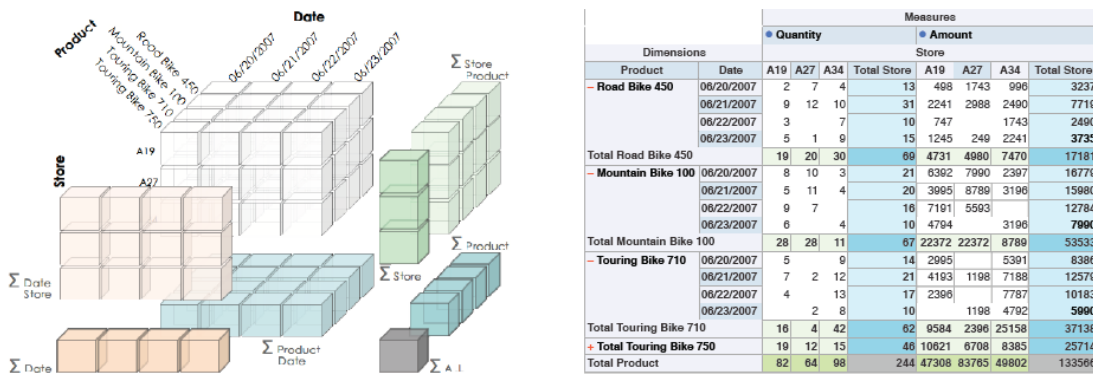 Date
Product
Road Bike 450
Mountain Bike 100
Touring Bike 710
Touring Bike 750
06/20/2007
06/21/2007
06/22/2007
06/23/2007
Σ Store Product
Store
A19
A27
Σ Product
Σ Store
Σ Date Store
Σ Product Date
Σ Date
Σ ALL
Measures
Quantity Amount
Dimensions Store
Product Date A19 A27 A34 Total Store A19 A27 A34 Total Store
− Road Bike 450 06/20/2007 2 7 4 13 498 1743 996 3237
06/21/2007 9 12 10 31 2241 2988 2490 7719
06/22/2007 3 7 10 747 1743 2490
06/23/2007 5 1 9 15 1245 249 2241 3735
Total Road Bike 450 19 20 30 69 4731 4980 7470 17181
− Mountain Bike 100 06/20/2007 8 10 3 21 6392 7990 2397 16779
06/21/2007 5 11 4 20 3995 8789 3196 15980
06/22/2007 9 7 16 7191 5593 12784
06/23/2007 6 4 10 4794 3196 7990
Total Mountain Bike 100 28 28 11 67 22372 22372 8789 53533
− Touring Bike 710 06/20/2007 5 9 14 2995 5391 8386
06/21/2007 7 2 12 21 4193 1198 7188 12579
06/22/2007 4 13 17 2396 7787 10183
06/23/2007 2 8 10 1198 4792 5990
Total Touring Bike 710 16 4 42 62 9584 2396 25158 37138
+ Total Touring Bike 750 19 12 15 46 10621 6708 8385 25714
Total Product 82 64 98 244 47308 83765 49802 133566